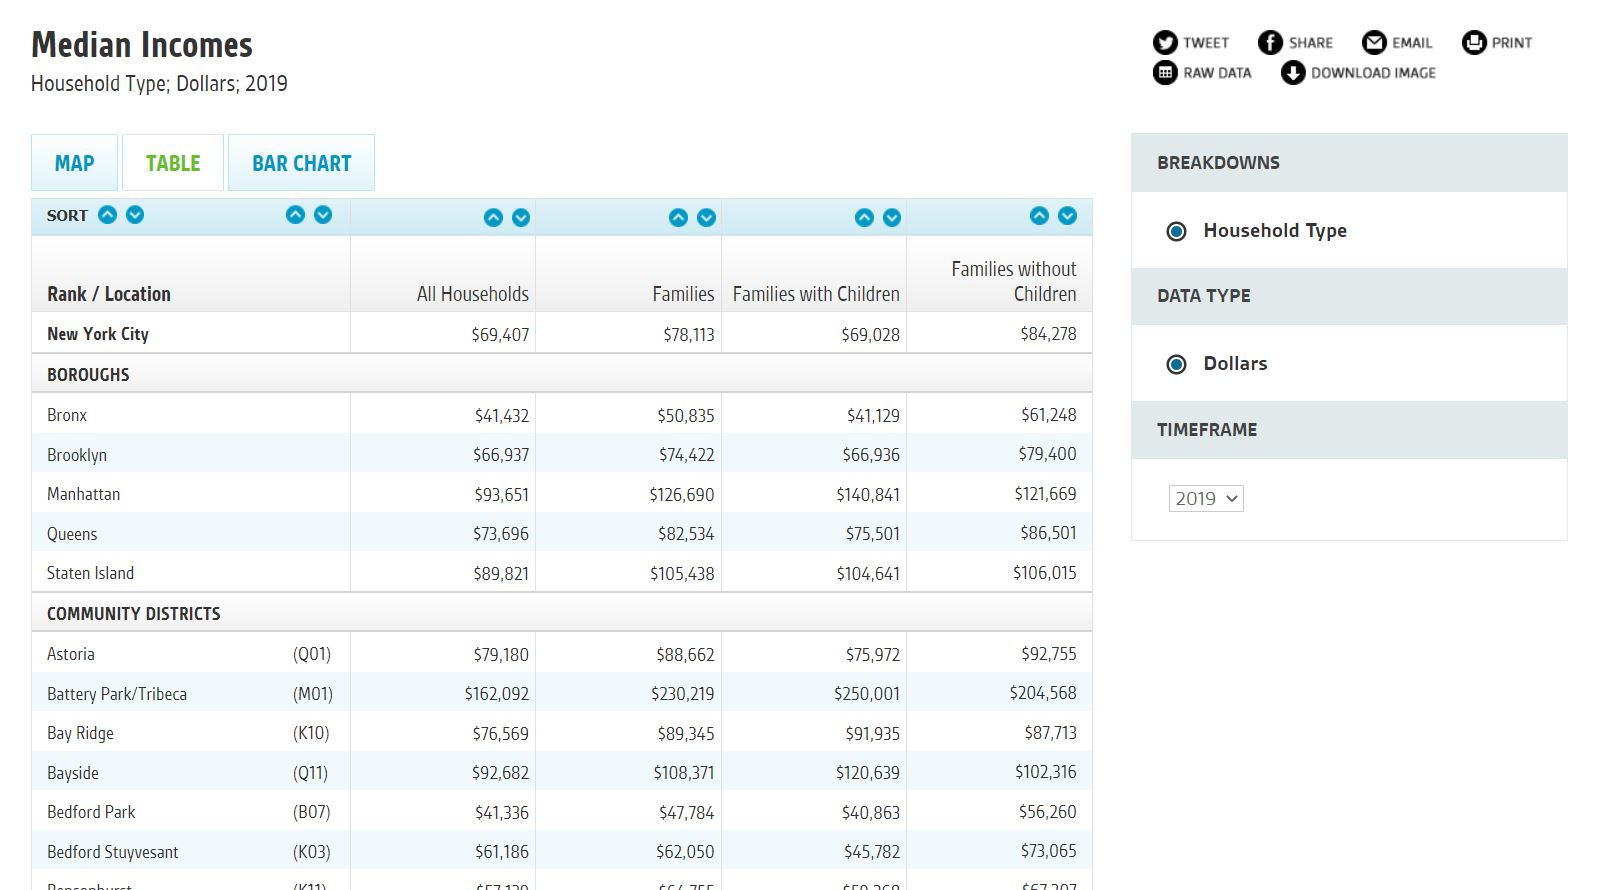 Median Incomes
Household Type; Dollars; 2019
TWEET SHARE EMAIL PRINT
RAW DATA DOWNLOAD IMAGE
MAP TABLE BAR CHART
SORT
Rank / Location All Households Families Families with Children Families without Children
New York City $69,407 $78,113 $69,028 $84,278
BOROUGHS
Bronx $41,432 $50,835 $41,129 $61,248
Brooklyn $66,937 $74,422 $66,936 $79,400
Manhattan $93,651 $126,690 $140,841 $121,669
Queens $73,696 $82,534 $75,501 $86,501
Staten Island $89,821 $105,438 $104,641 $106,015
COMMUNITY DISTRICTS
Astoria (Q01) $79,180 $88,662 $75,972 $92,755
Battery Park/Tribeca (M01) $162,092 $230,219 $250,001 $204,568
Bay Ridge (K10) $76,569 $89,345 $91,935 $87,713
Bayside (Q11) $92,682 $108,371 $120,639 $102,316
Bedford Park (B07) $41,336 $47,784 $40,863 $56,260
Bedford Stuyvesant (K03) $61,186 $62,050 $45,782 $73,065
BREAKDOWNS
Household Type
DATA TYPE
Dollars
TIMEFRAME
2019